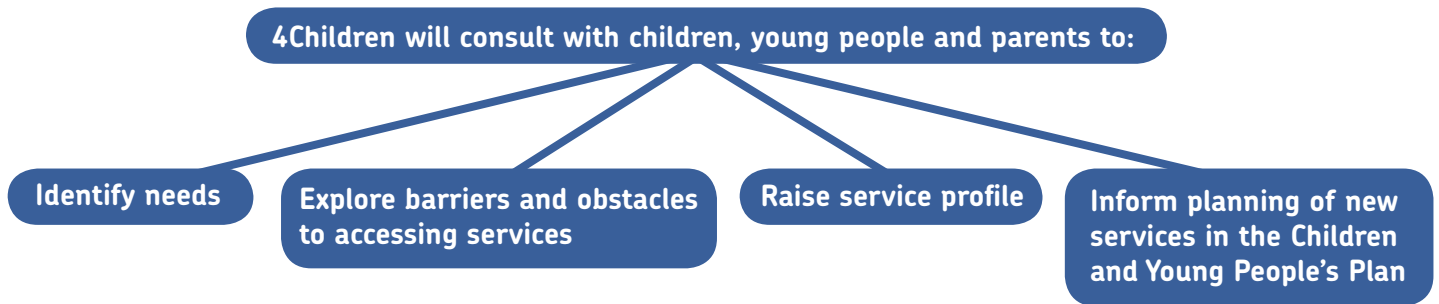 4Children will consult with children, young people and parents to:
Identify needs
Explore barriers and obstacles
to accessing services
Raise service profile
Inform planning of new
services in the Children
and Young People’s Plan